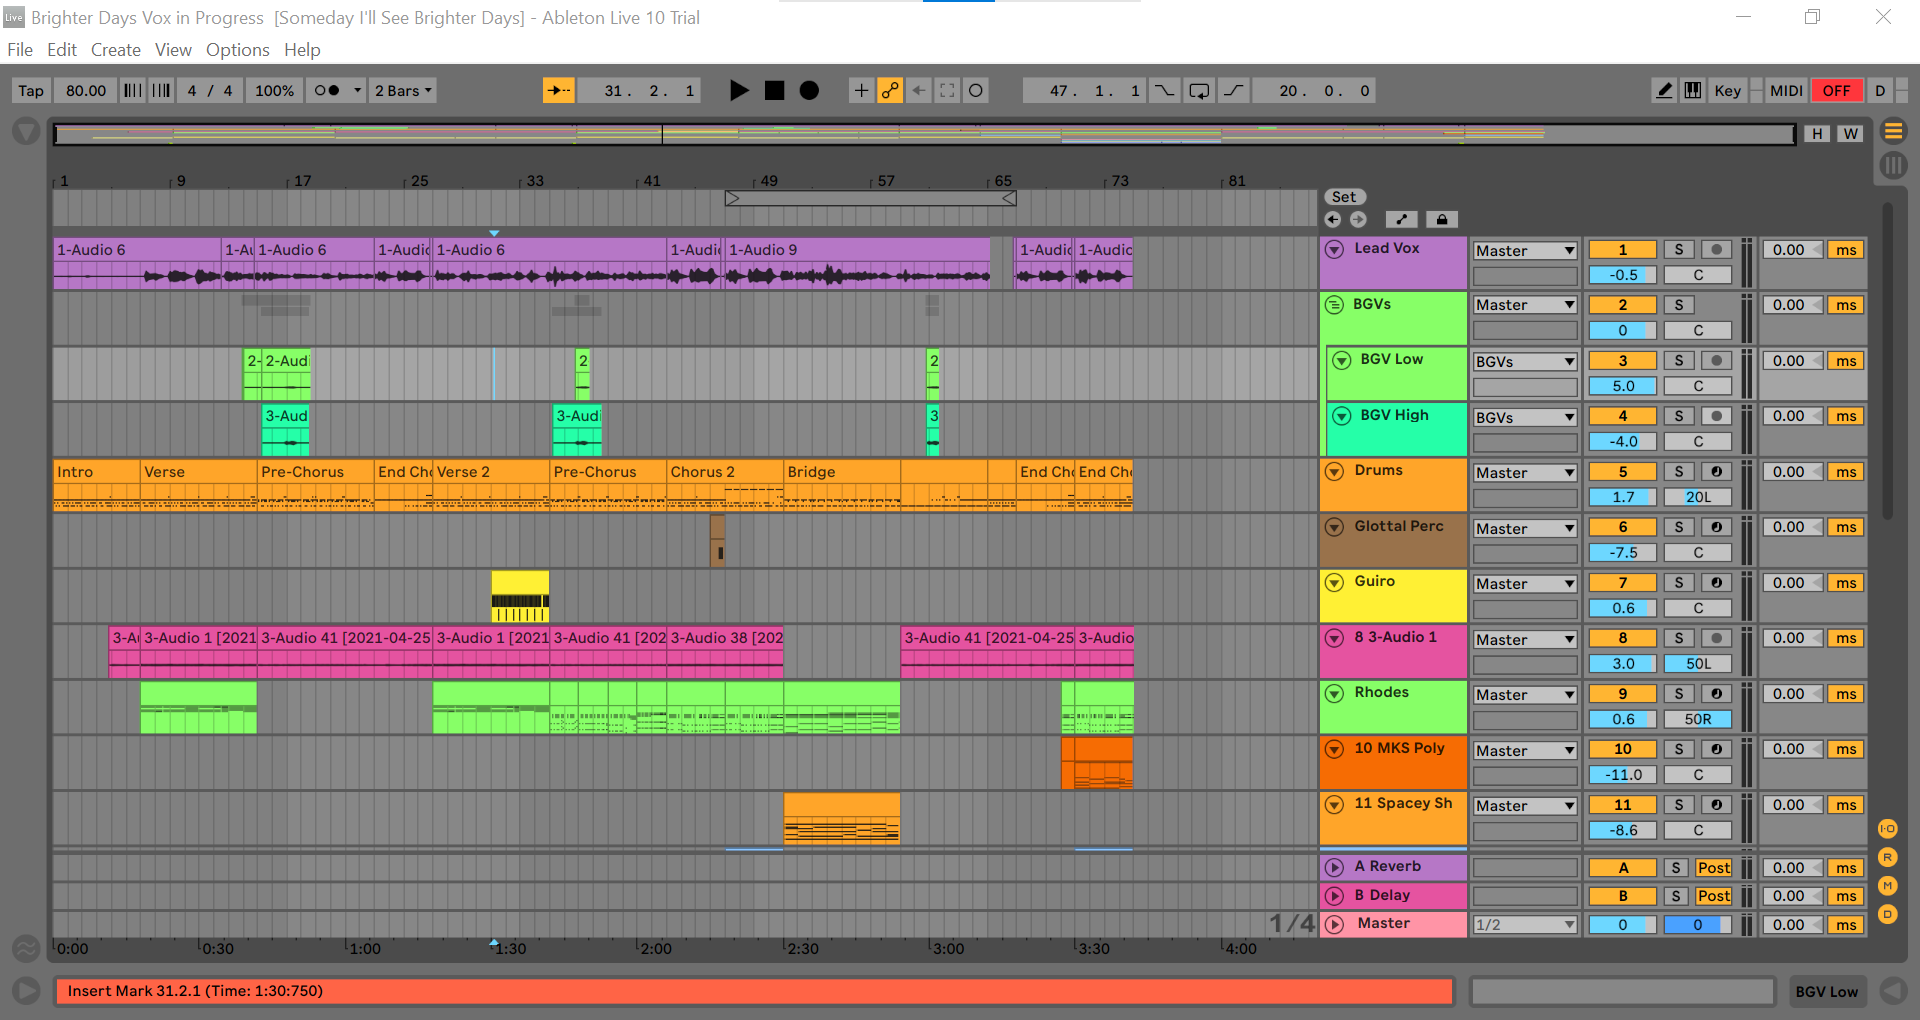 Live Brighter Days Vox in Progress [Someday I'll See Brighter Days] - Ableton Live 10 Trial
File Edit Create View Options Help
Tap 80.00 4 / 4 100% 2 Bars 31. 2. 1 47. 1. 1 20. 0. 0 Key MIDI OFF D
H W
1 9 17 25 33 41 49 57 65 73 81
Set
1-Audio 6 1-Au 1-Audio 6 1-Audio 1-Audio 6 1-Audio 1-Audio 9 1-Audio 1-Audio Lead Vox Master 1 S 0.00 ms
-0.5 C
BGVs Master 2 S 0.00 ms
0 C
2- 2-Audi 2 2 BGV Low BGVs 3 S 0.00 ms
5.0 C
3-Aud 3-Audi 3 BGV High BGVs 4 S 0.00 ms
-4.0 C
Intro Verse Pre-Chorus End Cho Verse 2 Pre-Chorus Chorus 2 Bridge End Cho End Cho Drums Master 5 S 0.00 ms
1.7 20L
Glottal Perc Master 6 S 0.00 ms
-7.5 C
Guiro Master 7 S 0.00 ms
0.6 C
3-Au 3-Audio 1 [2021 3-Audio 41 [2021-04-25 3-Audio 1 [2021 3-Audio 41 [202 3-Audio 38 [202 3-Audio 41 [2021-04-25 3-Audio 8 3-Audio 1 Master 8 S 0.00 ms
3.0 50L
Rhodes Master 9 S 0.00 ms
0.6 50R
10 MKS Poly Master 10 S 0.00 ms
-11.0 C
11 Spacey Sh Master 11 S 0.00 ms
-8.6 C
I·O
A Reverb A S Post 0.00 ms
R
B Delay B S Post 0.00 ms
M
1/4 Master 1/2 0 0 0.00 ms
D
0:00 0:30 1:00 1:30 2:00 2:30 3:00 3:30 4:00
Insert Mark 31.2.1 (Time: 1:30:750) BGV Low